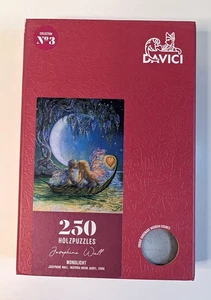 COLLECTION
Nº3
DAVICI
250
HOLZPUZZLES
Josephine Wall
MONDLICHT